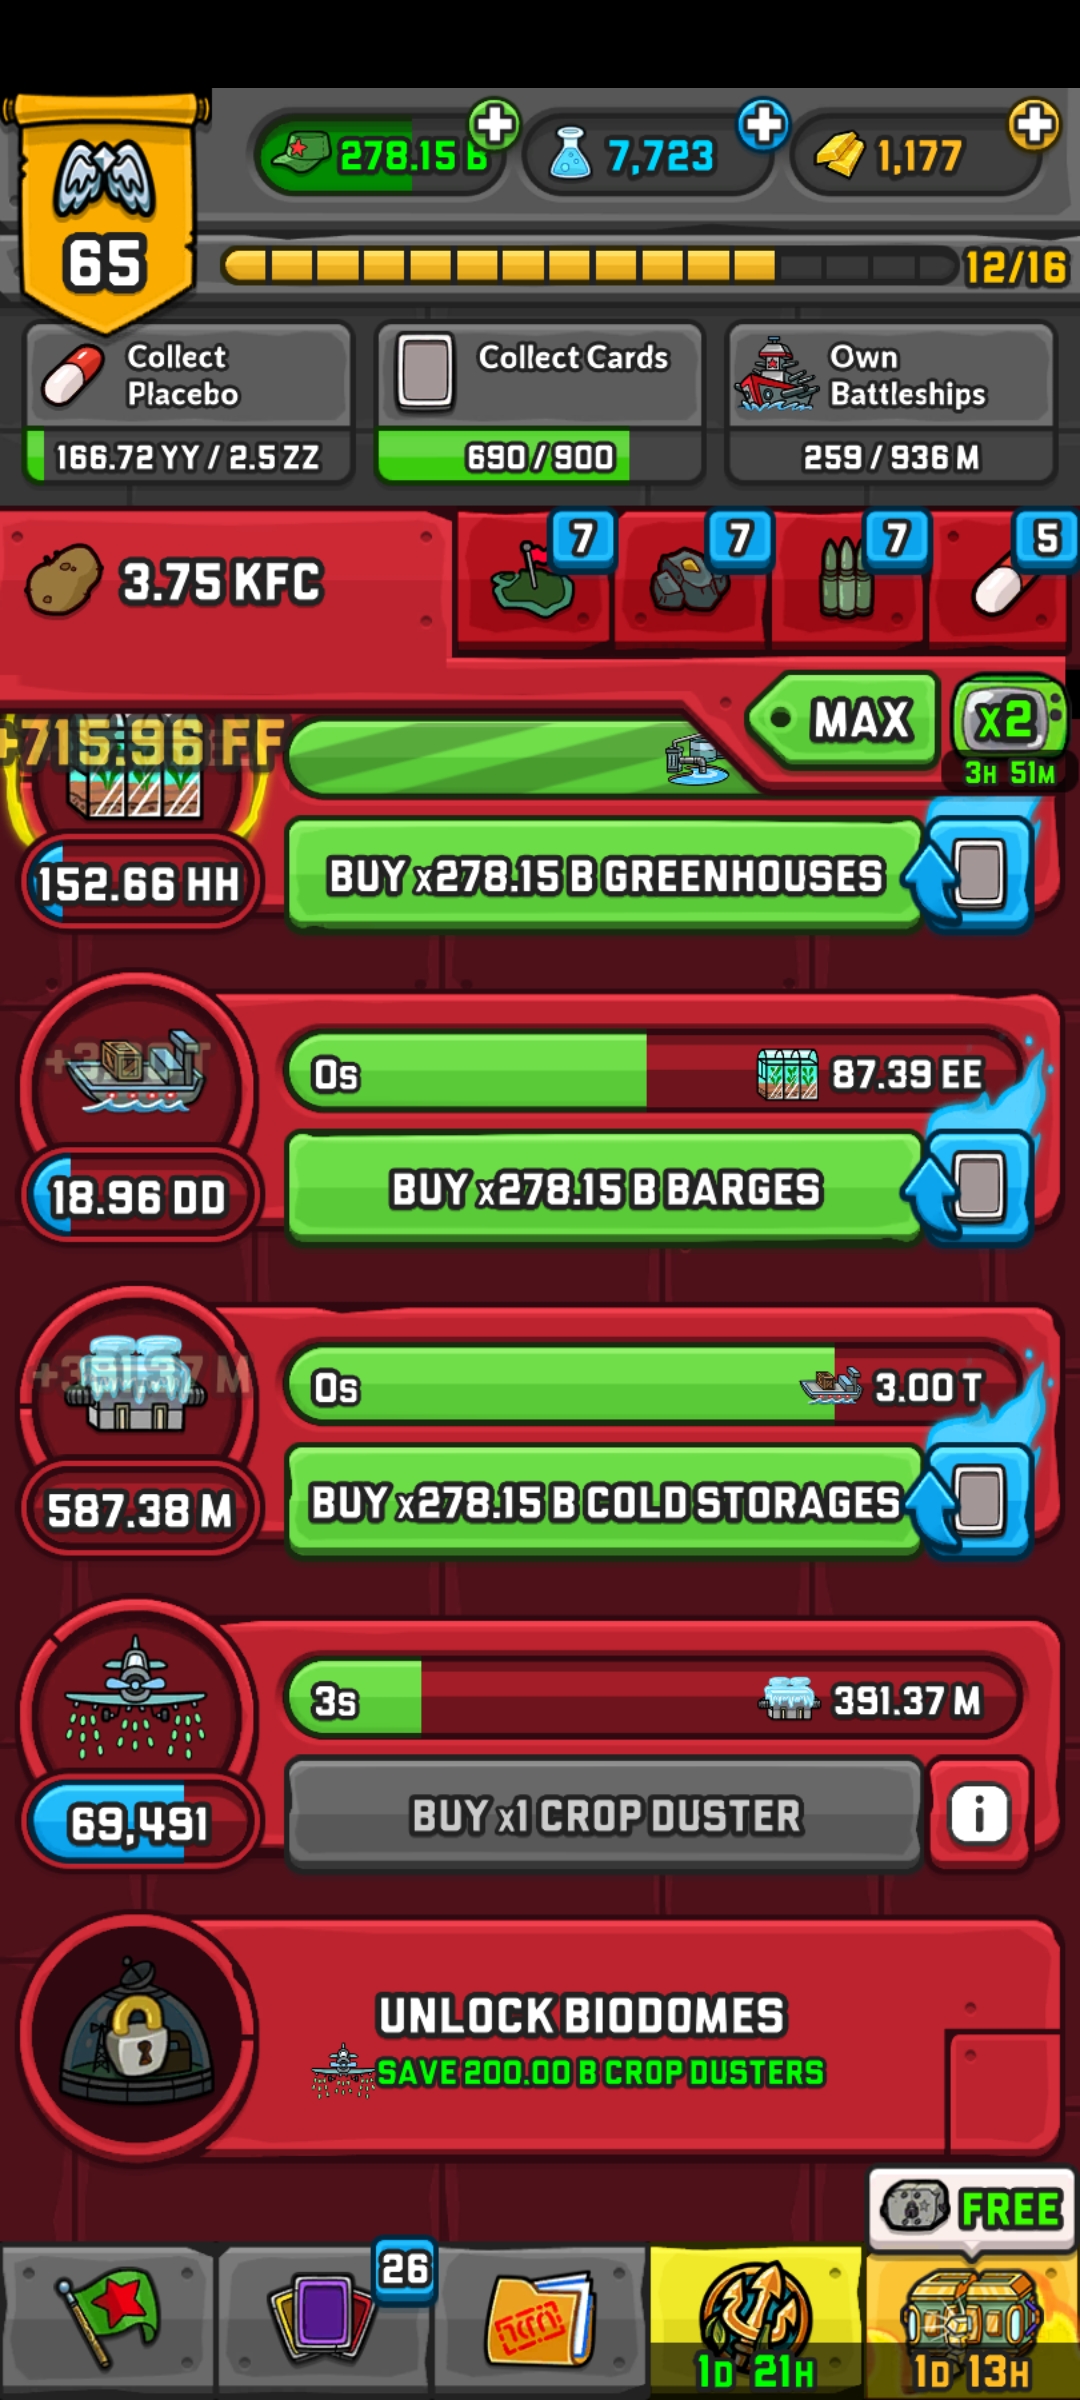 65
278.15 B
7,723
1,177
12/16
Collect
Placebo
166.72 YY / 2.5 ZZ
Collect Cards
690/900
Own
Battleships
259 / 936 M
3.75 KFC
7
7
7
5
MAX
x2
3H 51M
+715.96 FF
152.66 HH
BUY x278.15 B GREENHOUSES
0s
87.39 EE
18.96 DD
BUY x278.15 B BARGES
+391.37 M
0s
3.00 T
587.38 M
BUY x278.15 B COLD STORAGES
3s
391.37 M
69,491
BUY x1 CROP DUSTER
i
UNLOCK BIODOMES
SAVE 200.00 B CROP DUSTERS
FREE
26
1D 21H
1D 13H